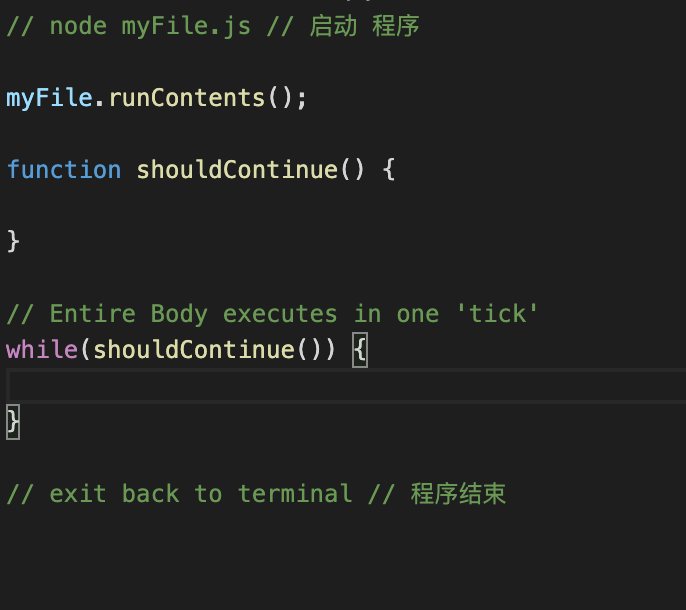 // node myFile.js // 启动 程序
myFile.runContents();
function shouldContinue() {
}
// Entire Body executes in one 'tick'
while(shouldContinue()) {
}
// exit back to terminal // 程序结束